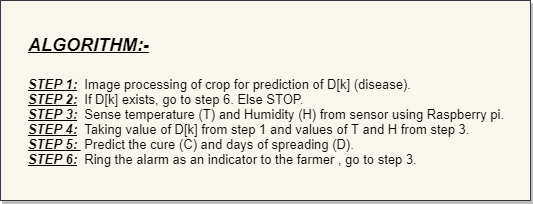 ALGORITHM:-
STEP 1: Image processing of crop for prediction of D[k] (disease).
STEP 2: If D[k] exists, go to step 6. Else STOP.
STEP 3: Sense temperature (T) and Humidity (H) from sensor using Raspberry pi.
STEP 4: Taking value of D[k] from step 1 and values of T and H from step 3.
STEP 5: Predict the cure (C) and days of spreading (D).
STEP 6: Ring the alarm as an indicator to the farmer , go to step 3.